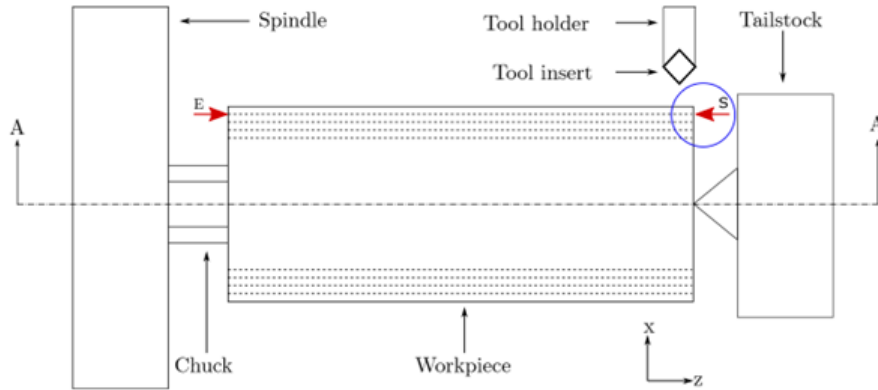 Spindle
Tool holder
Tailstock
Tool insert
E
S
A
A
Chuck
Workpiece
x
z